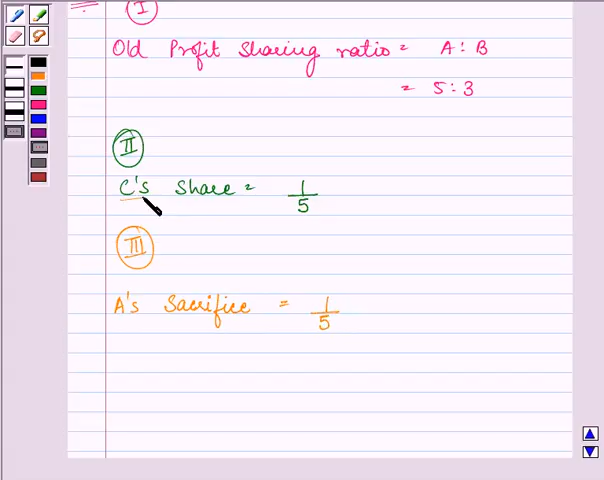 I
Old Profit sharing ratio = A : B
= 5 : 3
II
C's Share = 1/5
III
A's Sacrifice = 1/5